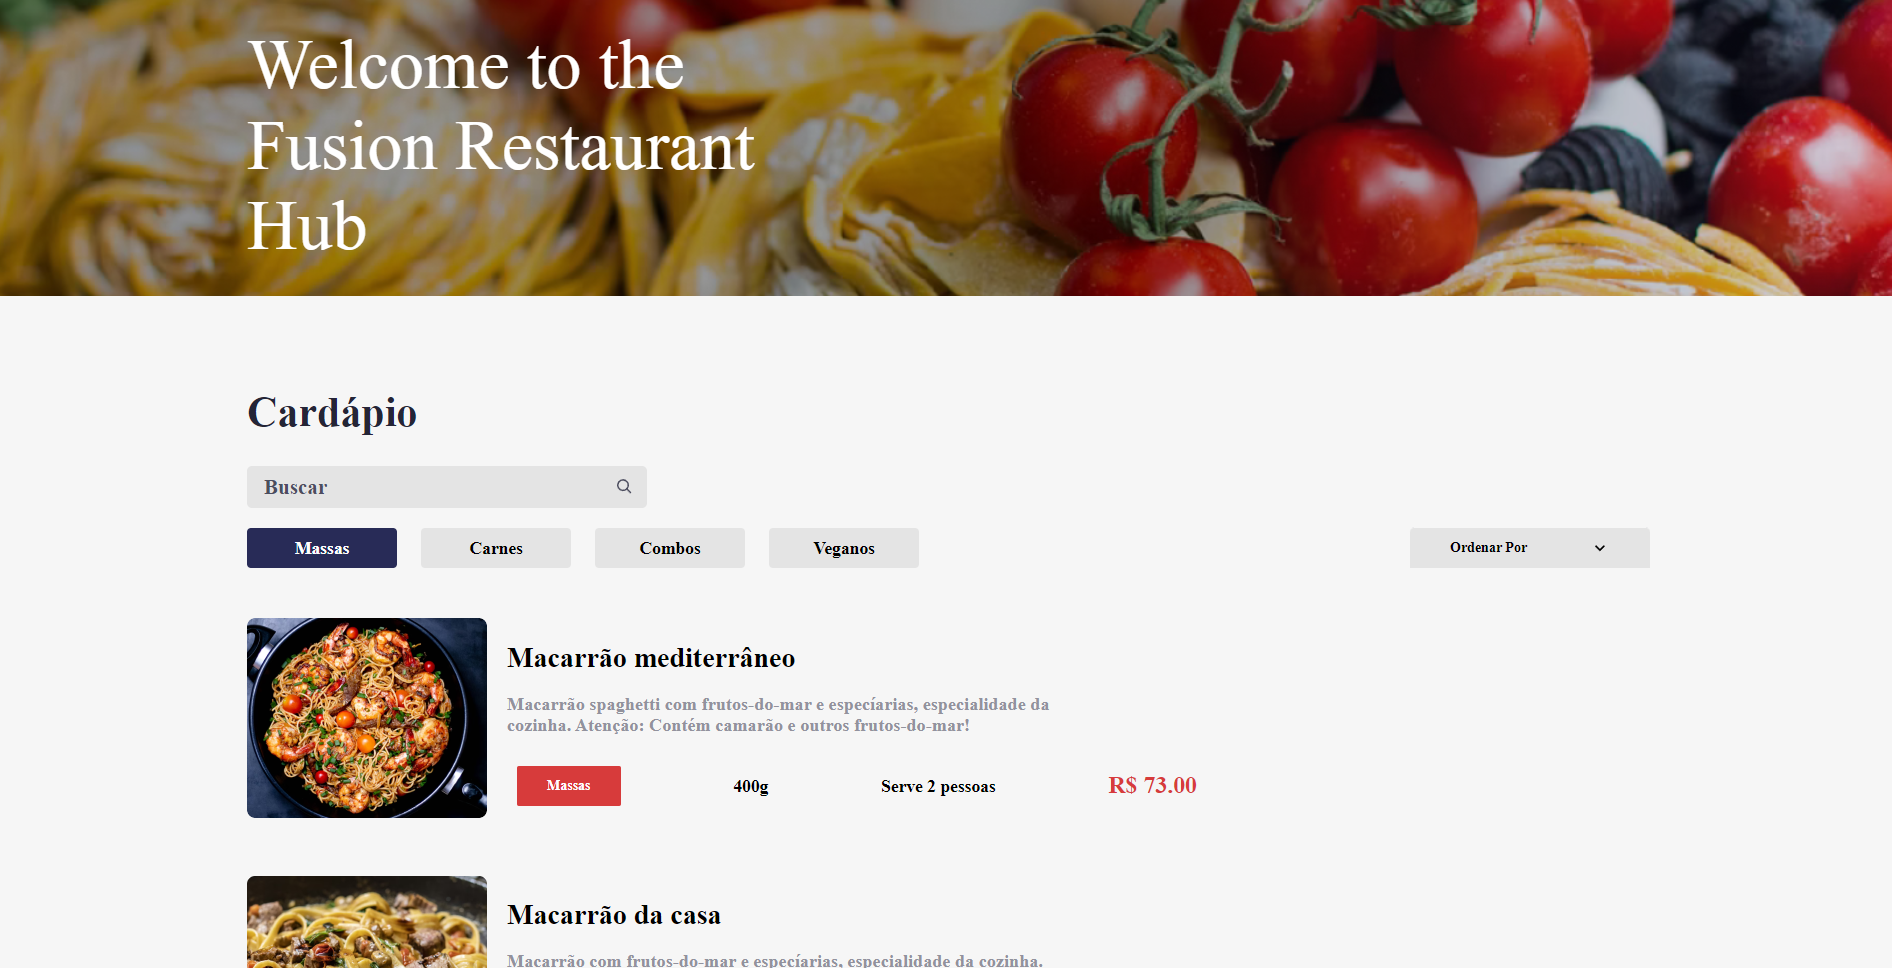 Welcome to the
Fusion Restaurant
Hub
Cardápio
Buscar
Massas
Carnes
Combos
Veganos
Ordenar Por
Macarrão mediterrâneo
Macarrão spaghetti com frutos-do-mar e especíarias, especialidade da
cozinha. Atenção: Contém camarão e outros frutos-do-mar!
Massas
400g
Serve 2 pessoas
R$ 73.00
Macarrão da casa
Macarrão com frutos-do-mar e especíarias, especialidade da cozinha.